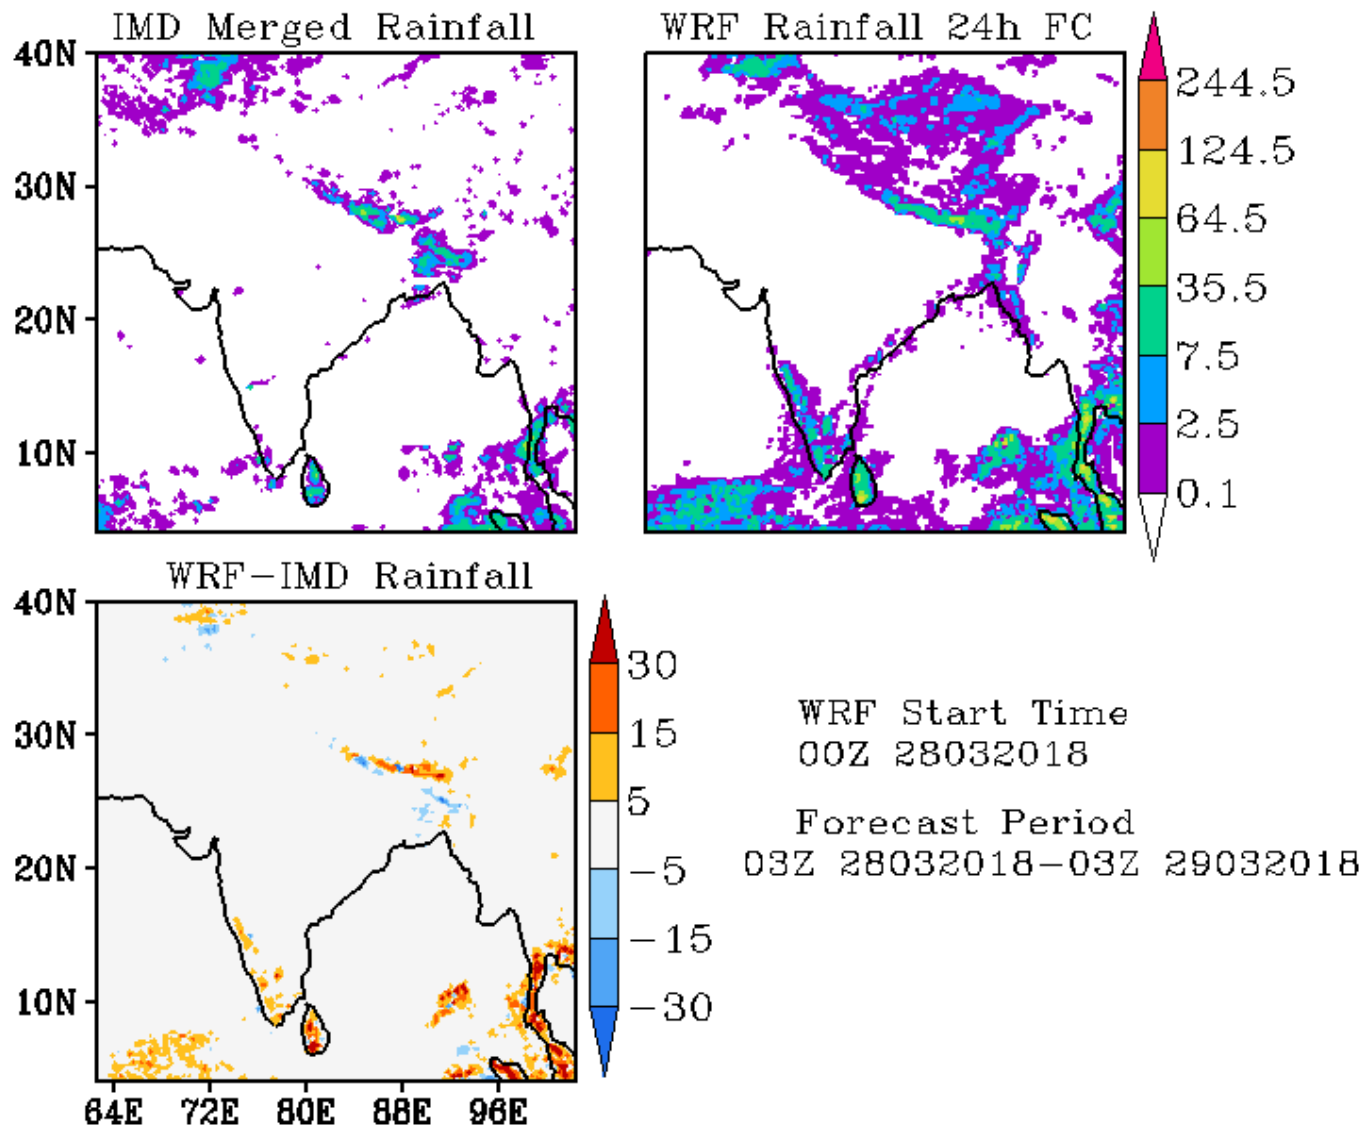 IMD Merged Rainfall
WRF Rainfall 24h FC
40N
30N
20N
10N
244.5
124.5
64.5
35.5
7.5
2.5
0.1
WRF-IMD Rainfall
40N
30N
20N
10N
64E 72E 80E 88E 96E
30
15
5
-5
-15
-30
WRF Start Time
00Z 28032018
Forecast Period
03Z 28032018-03Z 29032018